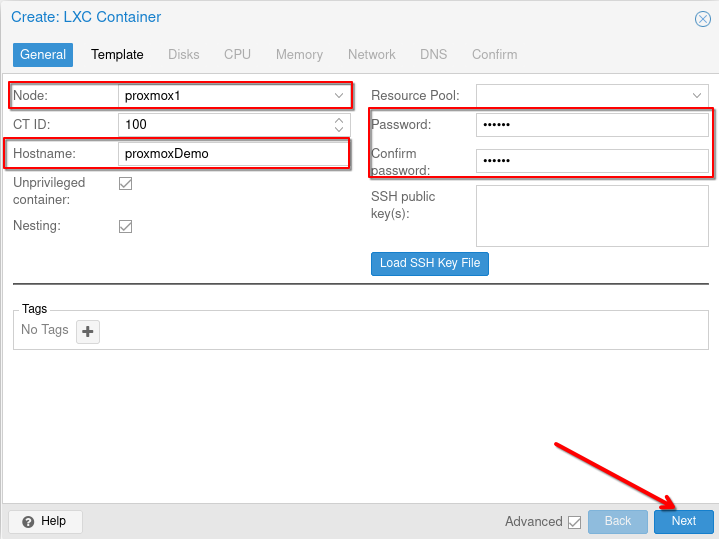 Create: LXC Container
General Template Disks CPU Memory Network DNS Confirm
Node: proxmox1
CT ID: 100
Hostname: proxmoxDemo
Unprivileged
container:
Nesting:
Resource Pool:
Password: ••••••
Confirm
password: ••••••
SSH public
key(s):
Load SSH Key File
Tags
No Tags
Help
Advanced
Back
Next